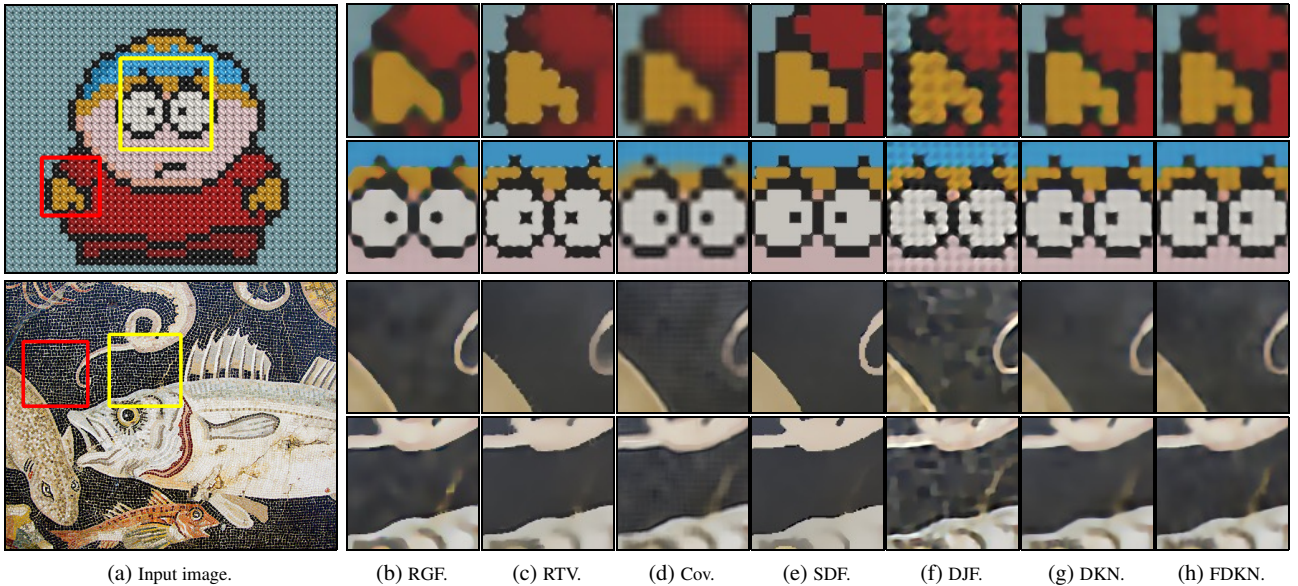 (a) Input image. (b) RGF. (c) RTV. (d) Cov. (e) SDF. (f) DJF. (g) DKN. (h) FDKN.